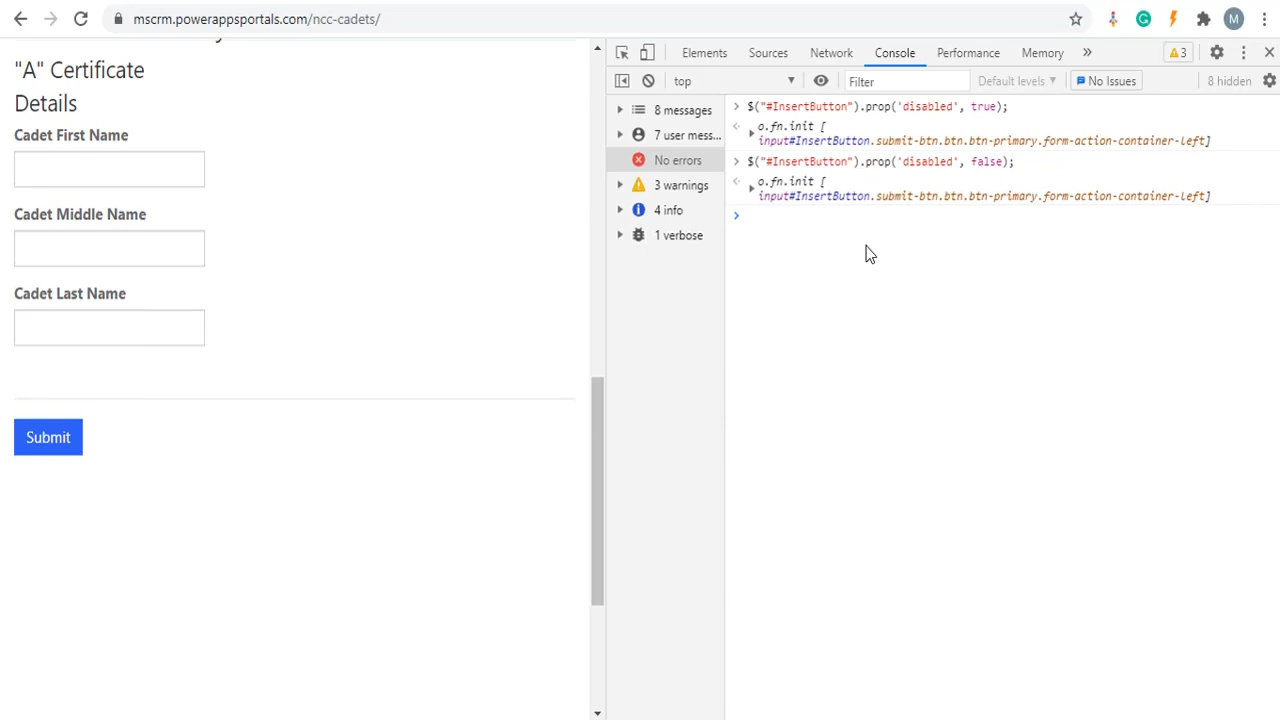 mscrm.powerappsportals.com/ncc-cadets/
M
"A" Certificate
Details
Cadet First Name
Cadet Middle Name
Cadet Last Name
Submit
Elements Sources Network Console Performance Memory » 3
top Filter Default levels No Issues 8 hidden
8 messages
7 user mess...
No errors
3 warnings
4 info
1 verbose
> $("#InsertButton").prop('disabled', true);
o.fn.init [
input#InsertButton.submit-btn.btn.btn-primary.form-action-container-left]
> $("#InsertButton").prop('disabled', false);
o.fn.init [
input#InsertButton.submit-btn.btn.btn-primary.form-action-container-left]
>